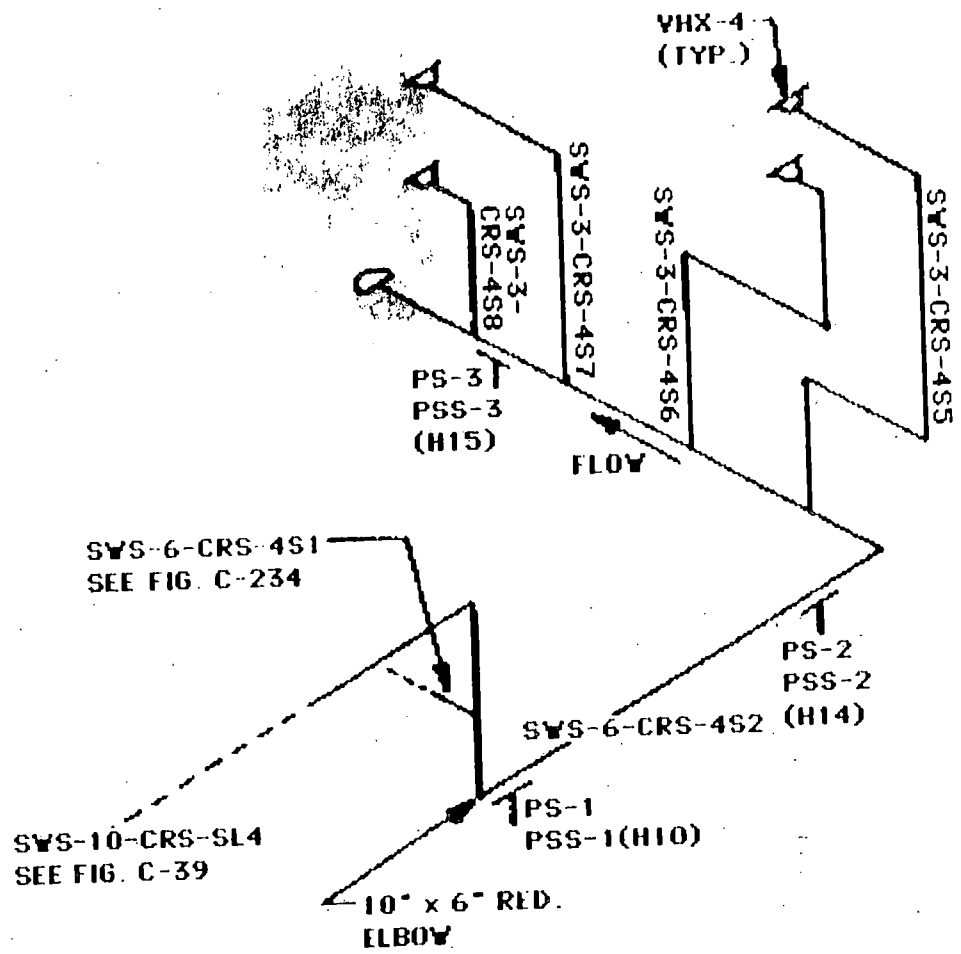 VHX-4
(TYP.)
SWS-3-CRS-4S7
SWS-3-
CRS-4S8
SWS-3-CRS-4S6
SWS-3-CRS-4S5
PS-3
PSS-3
(H15)
FLOW
SWS-6-CRS-4S1
SEE FIG. C-234
PS-2
PSS-2
(H14)
SWS-6-CRS-4S2
PS-1
PSS-1(H10)
SWS-10-CRS-SL4
SEE FIG. C-39
10" x 6" RED.
ELBOW